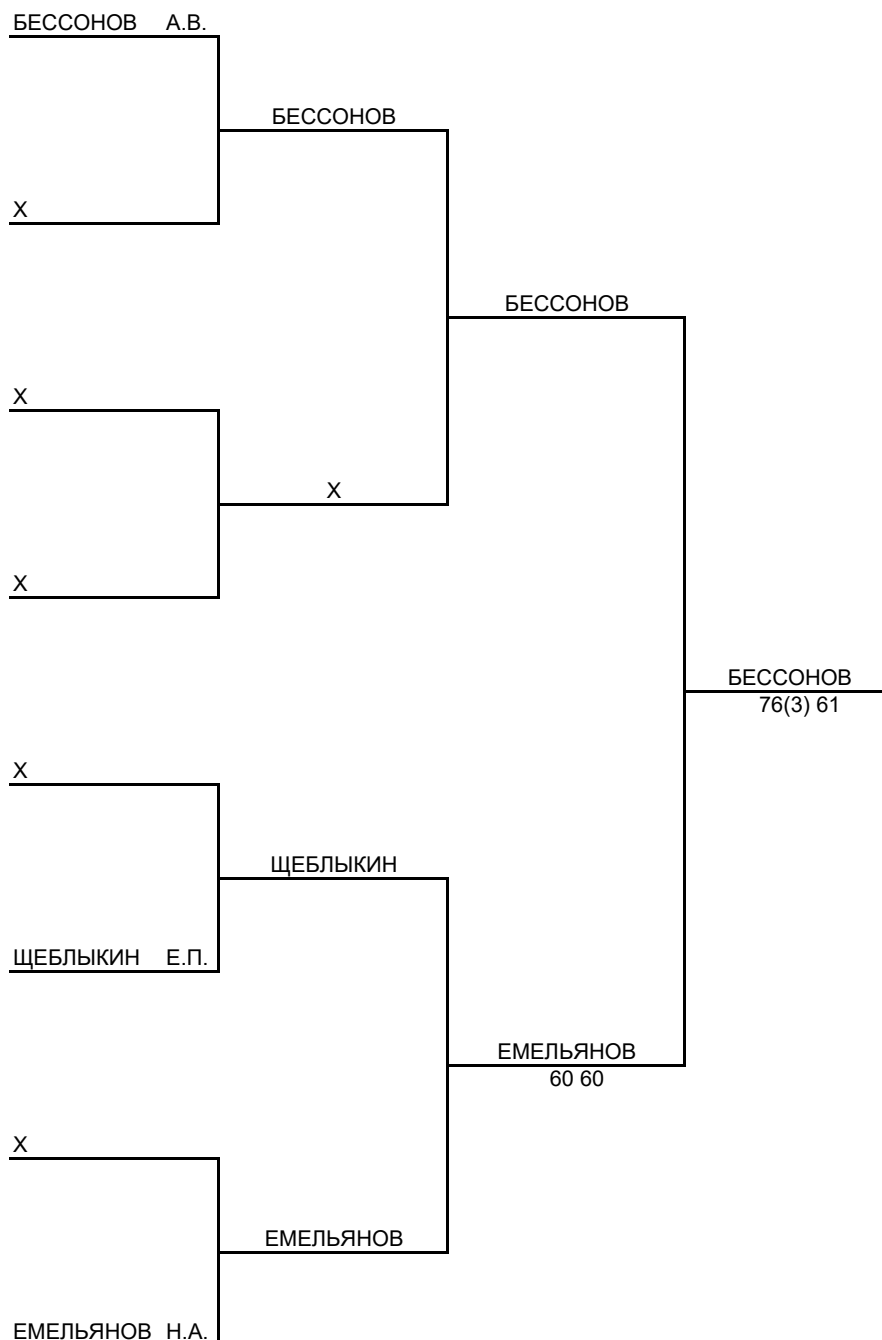 БЕССОНОВ А.В.
БЕССОНОВ
Х
БЕССОНОВ
Х
Х
Х
БЕССОНОВ
76(3) 61
Х
ЩЕБЛЫКИН
ЩЕБЛЫКИН Е.П.
ЕМЕЛЬЯНОВ
60 60
Х
ЕМЕЛЬЯНОВ
ЕМЕЛЬЯНОВ Н.А.